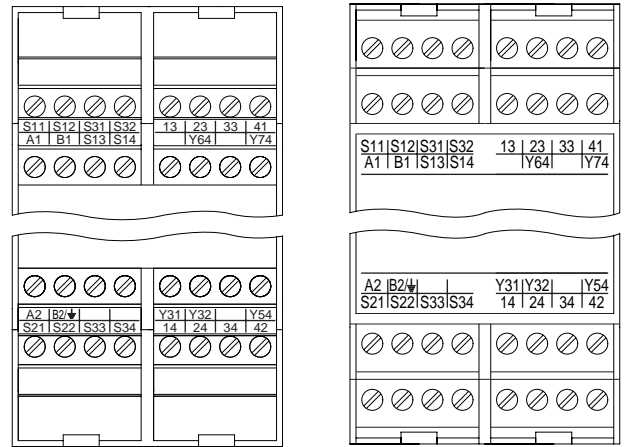 S11 S12 S31 S32 13 23 33 41
A1 B1 S13 S14 Y64 Y74
A2 B2/⏚
Y31 Y32 Y54
S21 S22 S33 S34 14 24 34 42
S11 S12 S31 S32 13 23 33 41
A1 B1 S13 S14 Y64 Y74
A2 B2/⏚
Y31 Y32 Y54
S21 S22 S33 S34 14 24 34 42